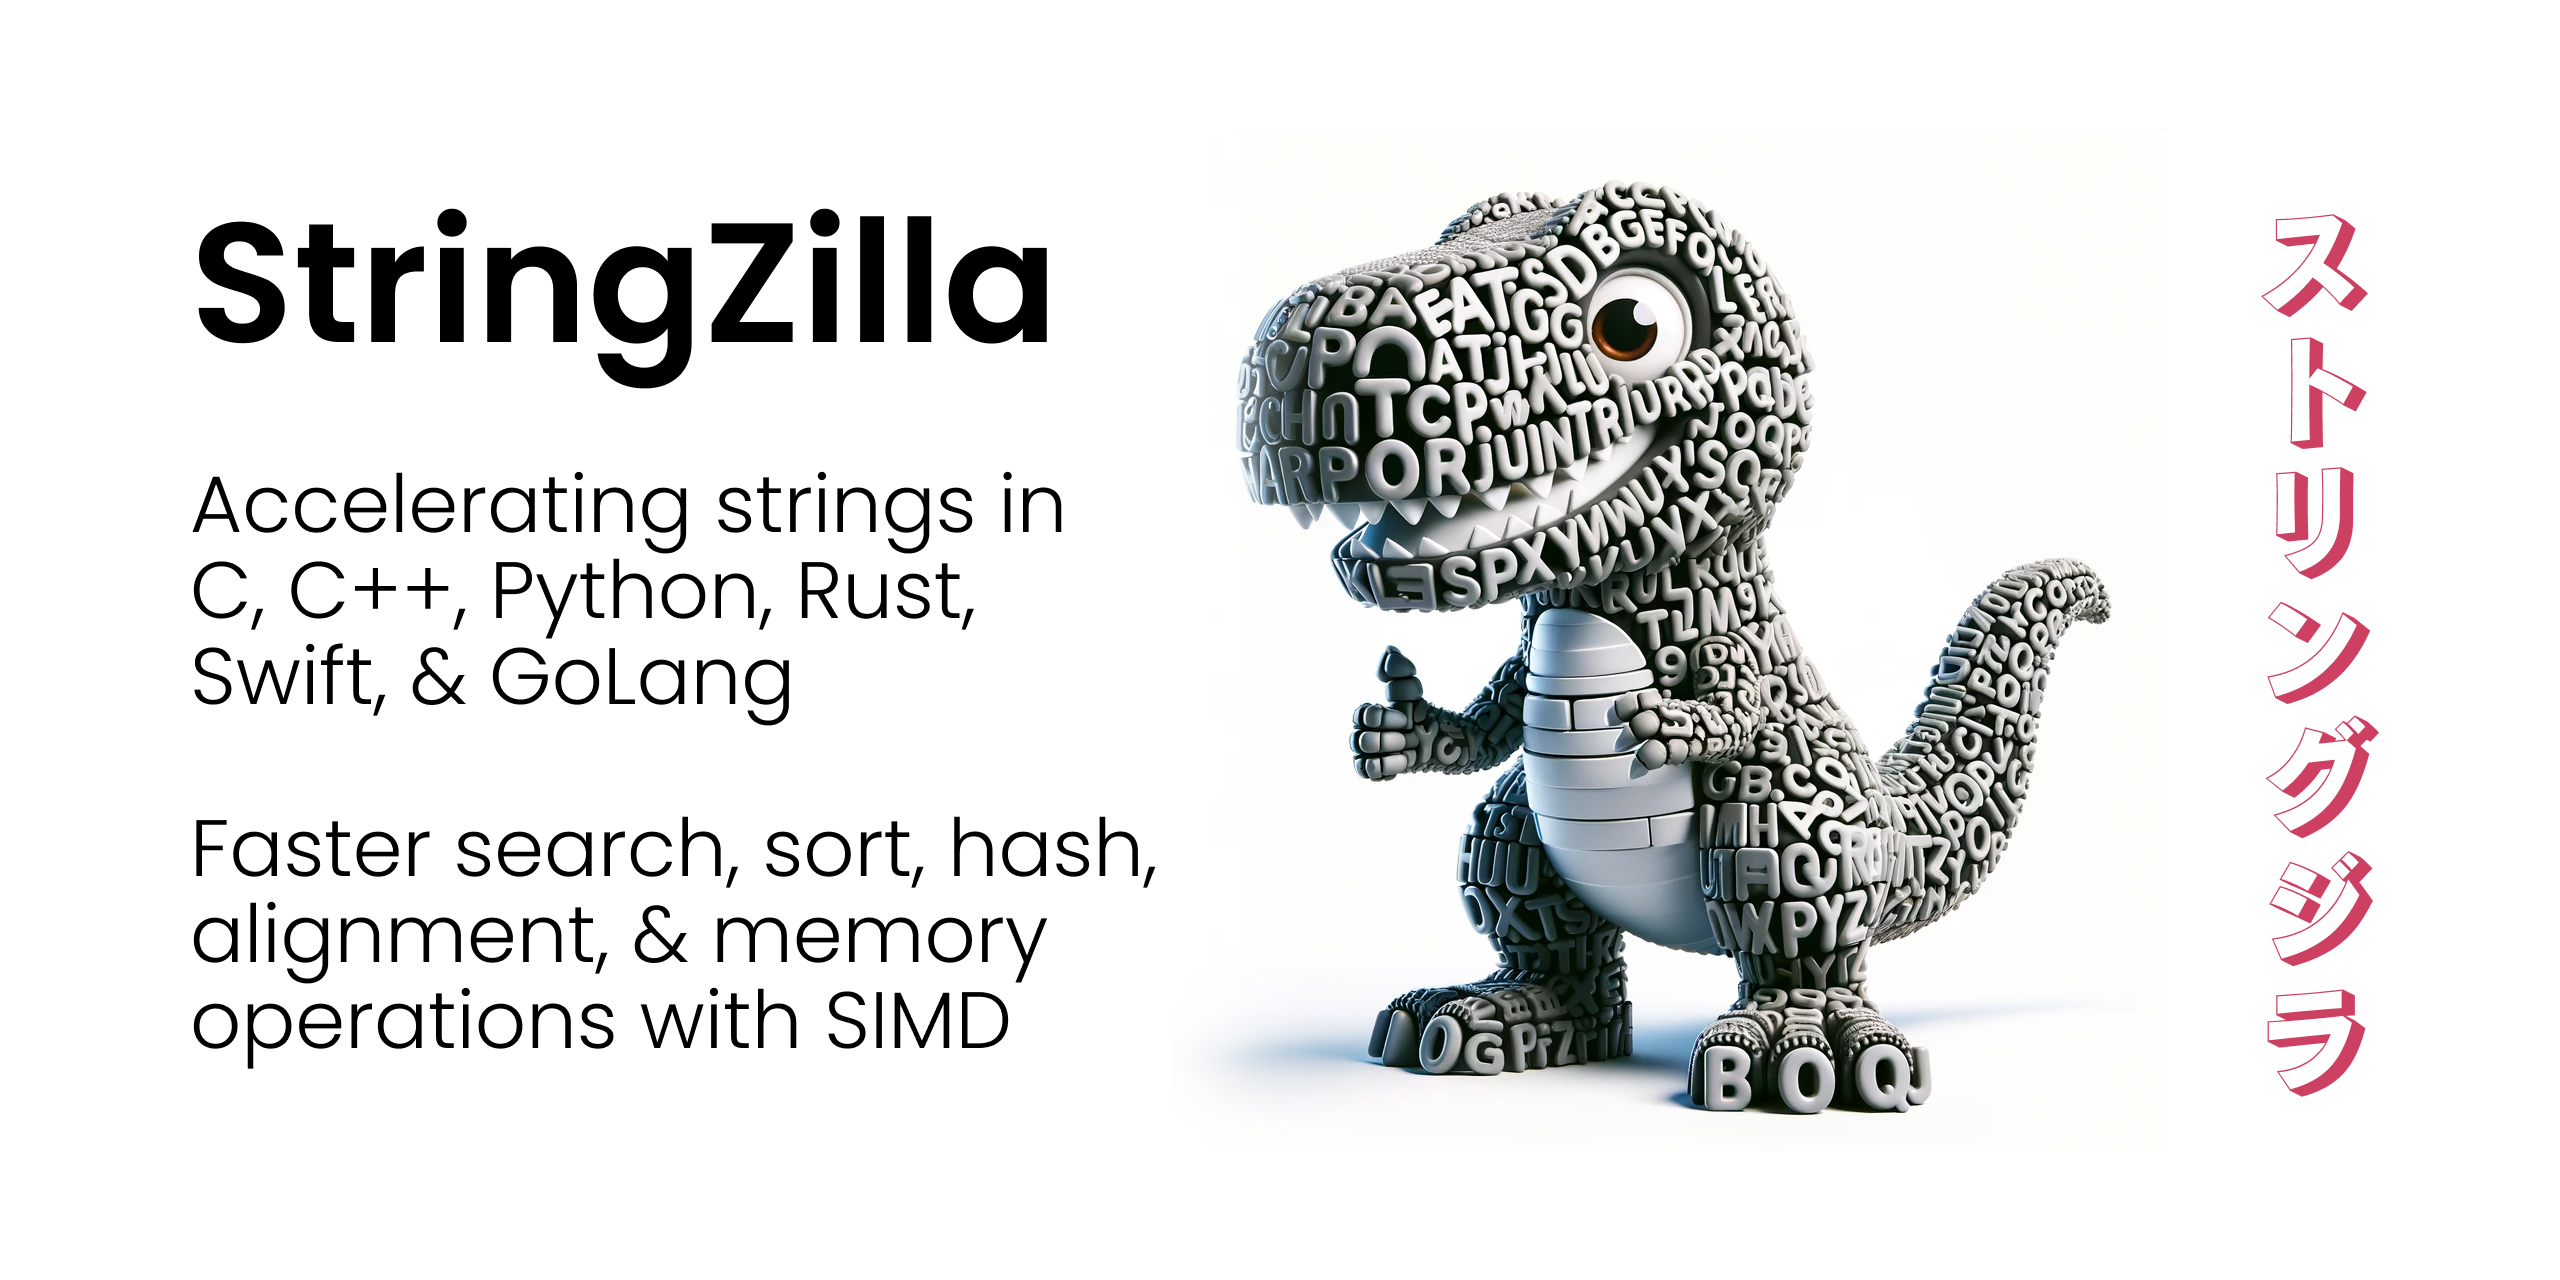 StringZilla
Accelerating strings in
C, C++, Python, Rust,
Swift, & GoLang
Faster search, sort, hash,
alignment, & memory
operations with SIMD
ストリングジラ